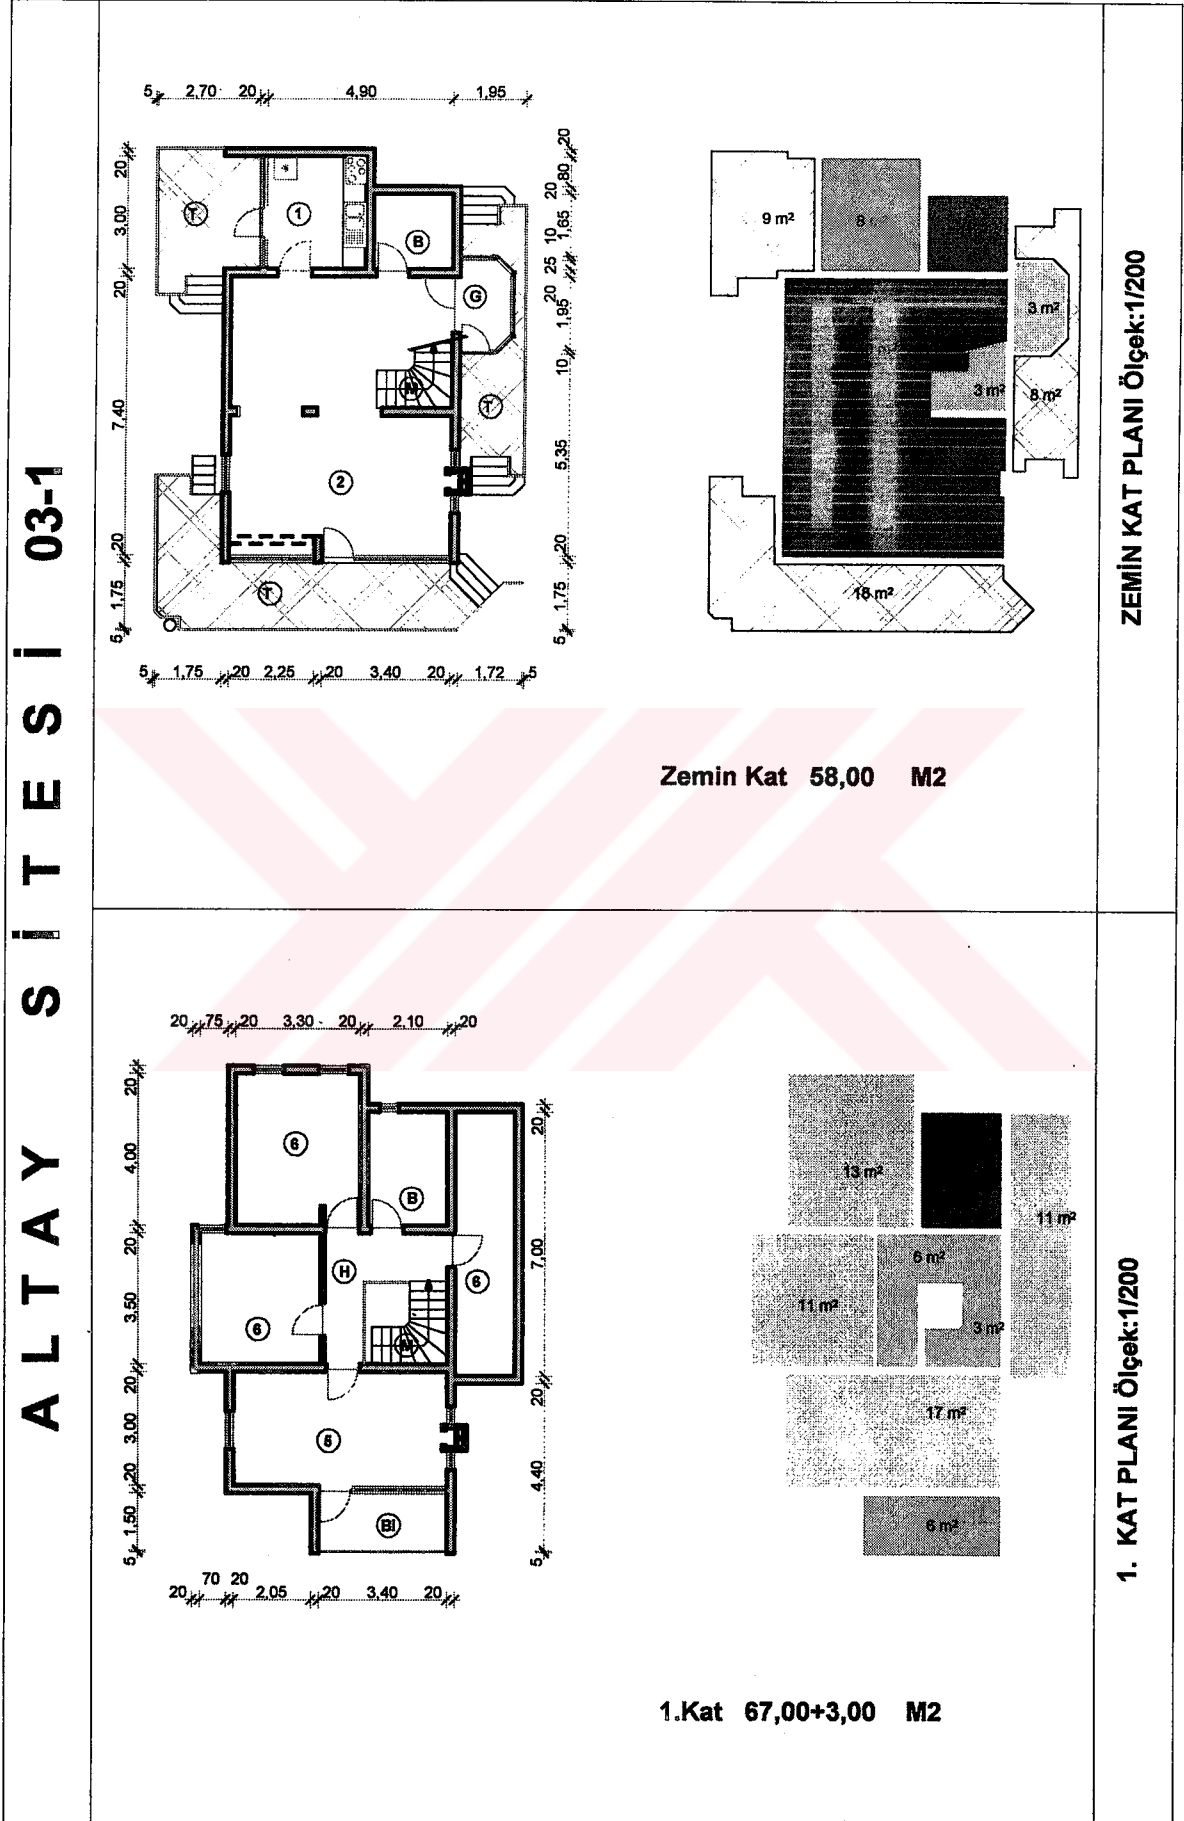 ALTAY SİTESİ 03-1
5 2,70 20 4,90 1,95
20 3.00 20 7,40 20 1,75 5
20 80 20 1,65 10 25 20 1,95 10 5,35 20 1,75 5
T 1 B G M T 2 T
5 1,75 20 2,25 20 3,40 20 1,72 5
9 m²
8 m²
3 m²
3 m²
8 m²
18 m²
Zemin Kat 58,00 M2
ZEMİN KAT PLANI Ölçek:1/200
20 75 20 3,30 20 2,10 20
20 4,00 20 3,50 20 3,00 20 1,50 5
20 7,00 20 4,40 5
6 B H 6 6 M 5 Bl
20 70 20 2,05 20 3,40 20
13 m²
11 m²
6 m²
11 m²
3 m²
17 m²
6 m²
1.Kat 67,00+3,00 M2
1. KAT PLANI Ölçek:1/200